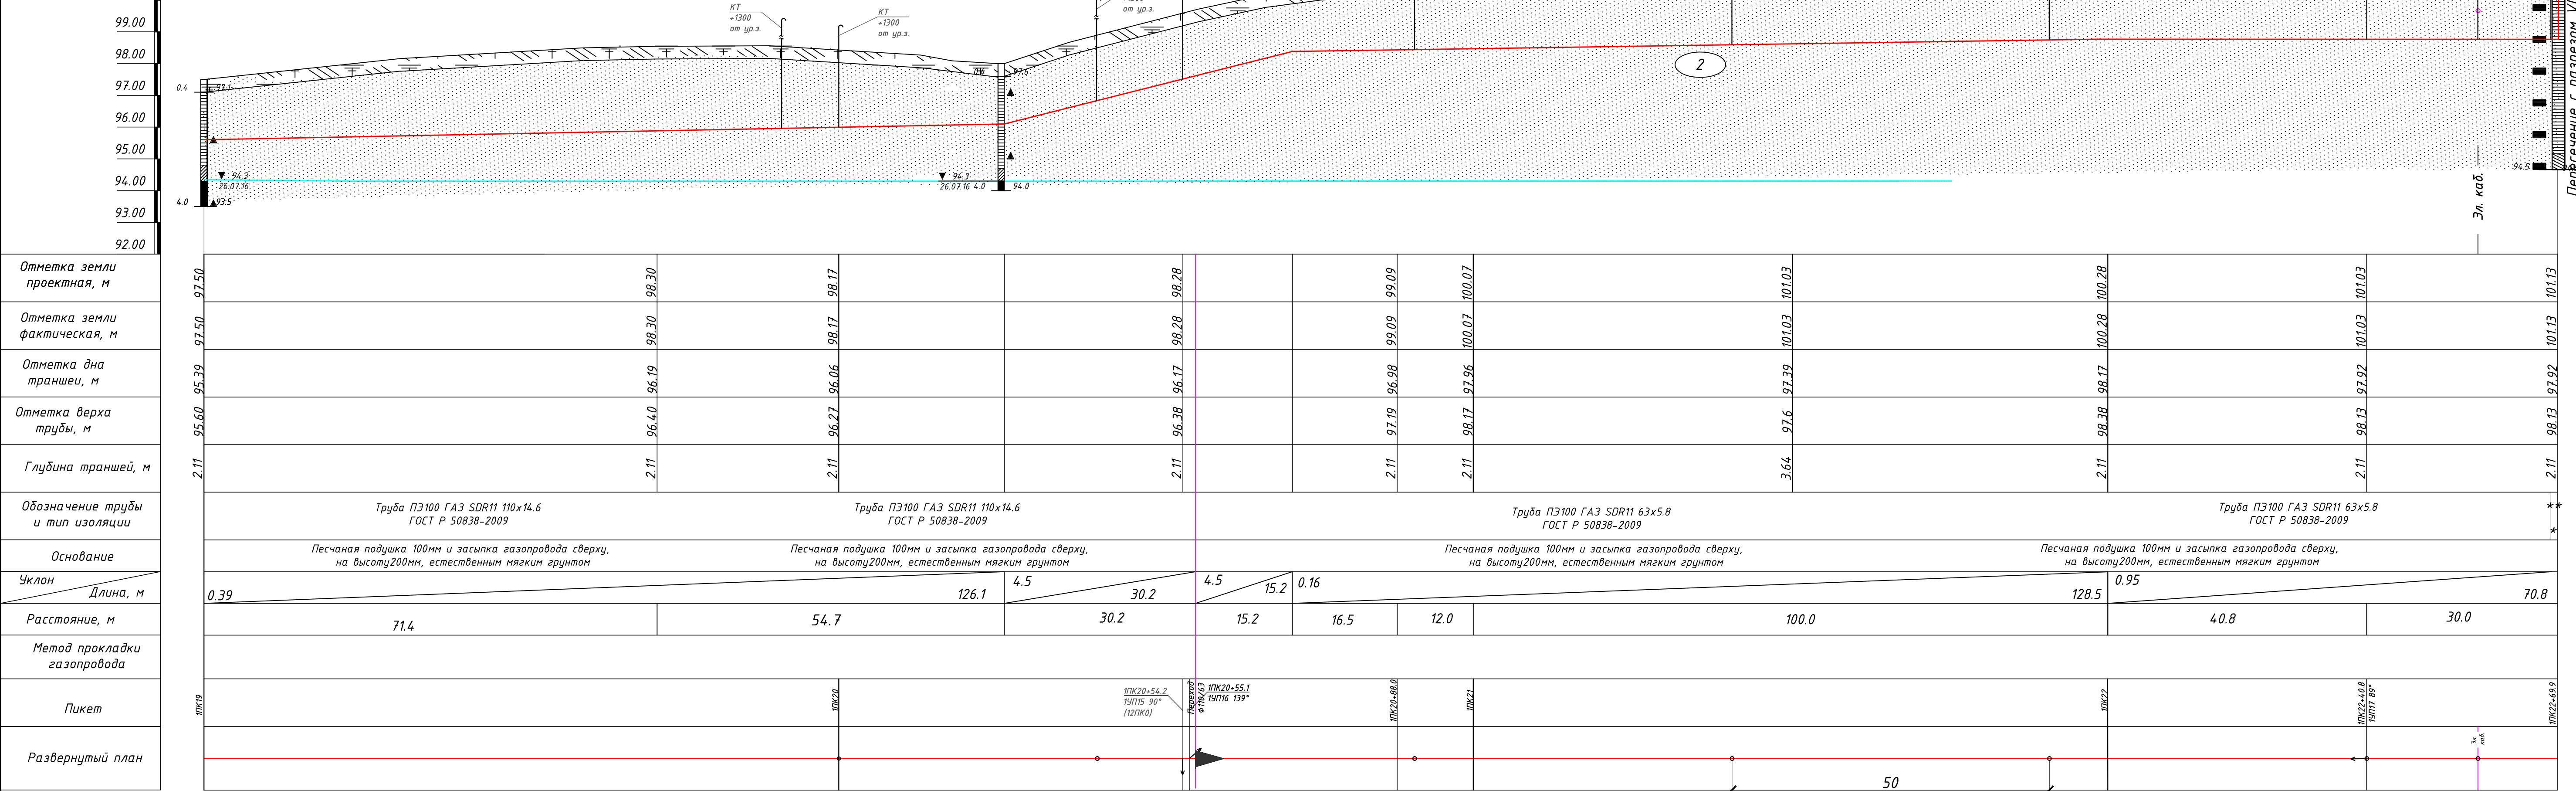 КТ
+1300
от ур.з.
КТ
+1300
от ур.з.
от ур.з.
99.00
98.00
97.00
96.00
95.00
94.00
93.00
92.00
0.4
97.6
2
94.3
26.07.16
4.0
93.5
94.3
26.07.16 4.0 94.0
94.5
Эл. каб.
Отметка земли
проектная, м
97.50 98.30 98.17 98.28 99.09 100.07 101.03 100.28 101.03 101.13
Отметка земли
фактическая, м
97.50 98.30 98.17 98.28 99.09 100.07 101.03 100.28 101.03 101.13
Отметка дна
траншеи, м
95.39 96.19 96.06 96.17 96.98 97.96 97.39 98.17 97.92 97.92
Отметка верха
трубы, м
95.60 96.40 96.27 96.38 97.19 98.17 97.6 98.38 98.13 98.13
Глубина траншей, м
2.11 2.11 2.11 2.11 2.11 2.11 3.64 2.11 2.11 2.11
Обозначение трубы
и тип изоляции
Труба ПЭ100 ГАЗ SDR11 110х14.6
ГОСТ Р 50838-2009
Труба ПЭ100 ГАЗ SDR11 110х14.6
ГОСТ Р 50838-2009
Труба ПЭ100 ГАЗ SDR11 63х5.8
ГОСТ Р 50838-2009
Труба ПЭ100 ГАЗ SDR11 63х5.8
ГОСТ Р 50838-2009
Основание
Песчаная подушка 100мм и засыпка газопровода сверху,
на высоту200мм, естественным мягким грунтом
Песчаная подушка 100мм и засыпка газопровода сверху,
на высоту200мм, естественным мягким грунтом
Песчаная подушка 100мм и засыпка газопровода сверху,
на высоту200мм, естественным мягким грунтом
Песчаная подушка 100мм и засыпка газопровода сверху,
на высоту200мм, естественным мягким грунтом
Уклон
Длина, м
0.39 126.1
4.5 30.2
4.5 15.2
0.16 128.5
0.95 70.8
Расстояние, м
71.4 54.7 30.2 15.2 16.5 12.0 100.0 40.8 30.0
Метод прокладки
газопровода
Пикет
1ПК19
1ПК20
1ПК20+54.2
1УП15 90°
(12ПК0)
Переход
ф110/63
1ПК20+55.1
1УП16 139°
1ПК20+88.0
1ПК21
1ПК22
1ПК22+40.8
1УП17 89°
1ПК22+69.9
Развернутый план
Эл.
каб.
50